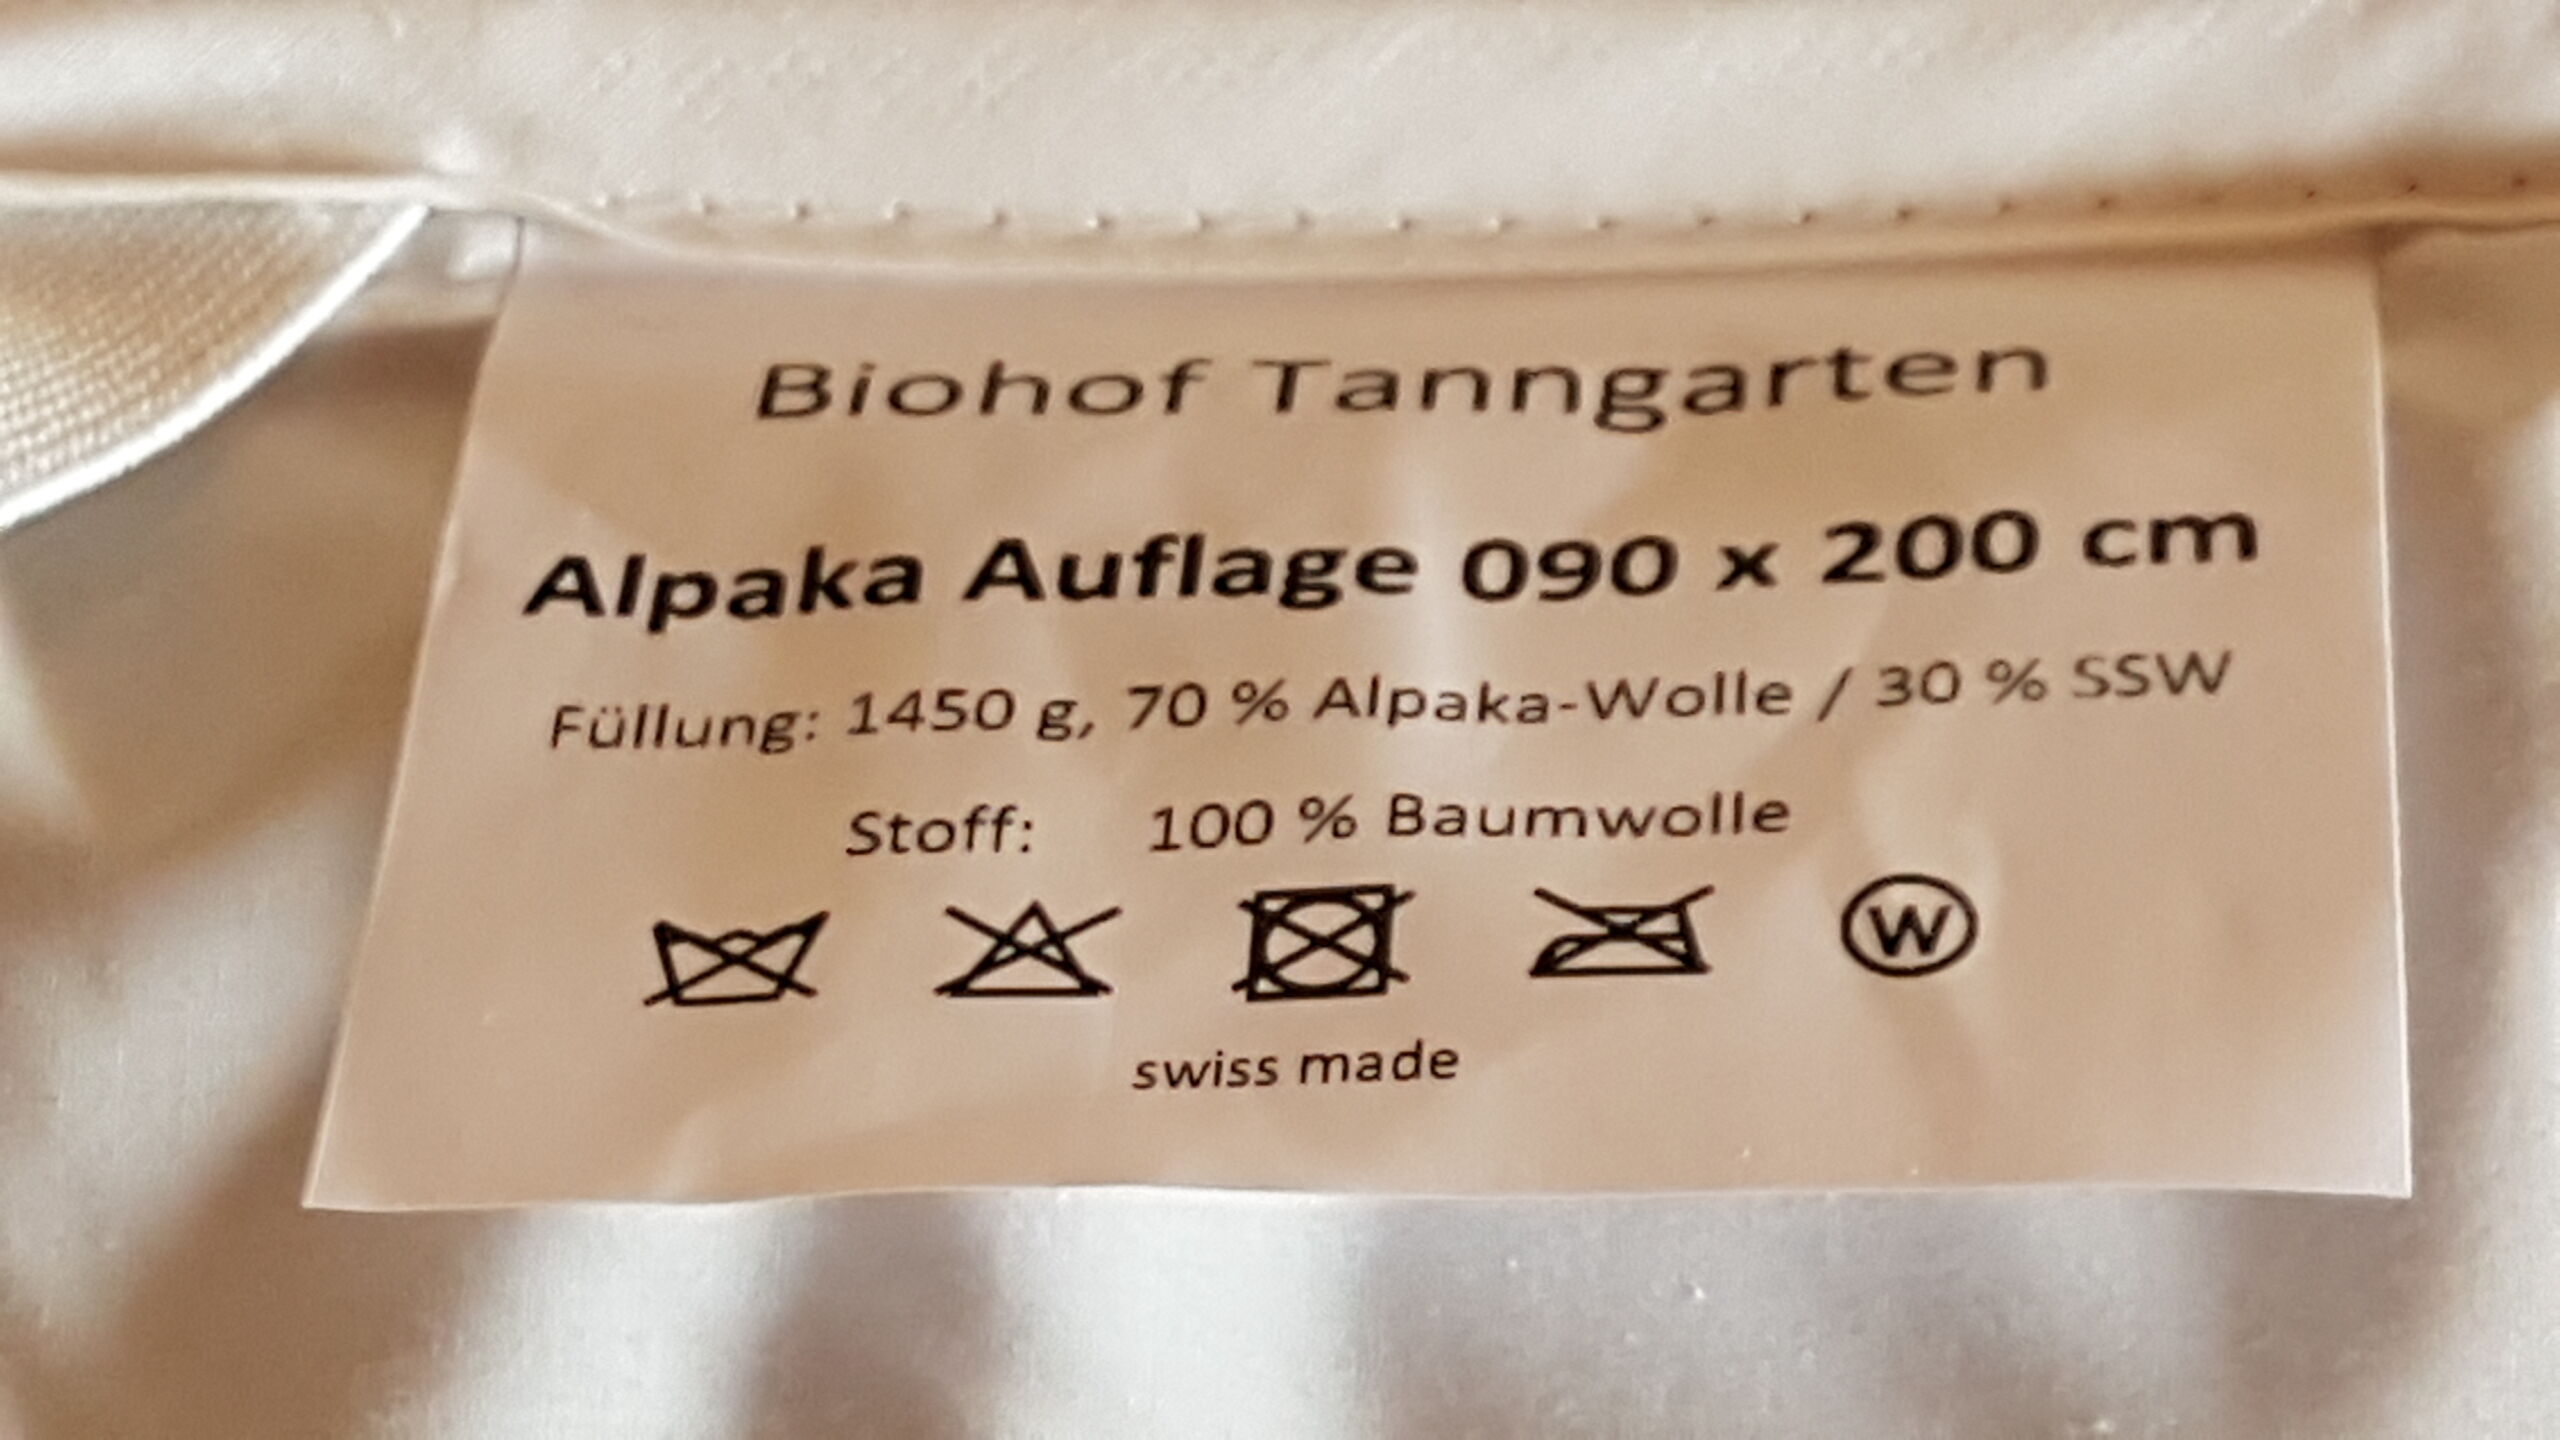 Biohof Tanngarten
Alpaka Auflage 090 x 200 cm
Füllung: 1450 g, 70 % Alpaka-Wolle / 30 % SSW
Stoff: 100 % Baumwolle
W
swiss made